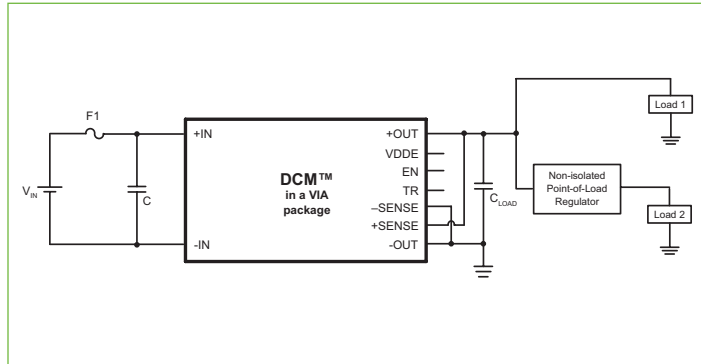 F1
V_IN
C
+IN
-IN
DCM™
in a VIA
package
+OUT
VDDE
EN
TR
–SENSE
+SENSE
-OUT
C_LOAD
Non-isolated
Point-of-Load
Regulator
Load 1
Load 2